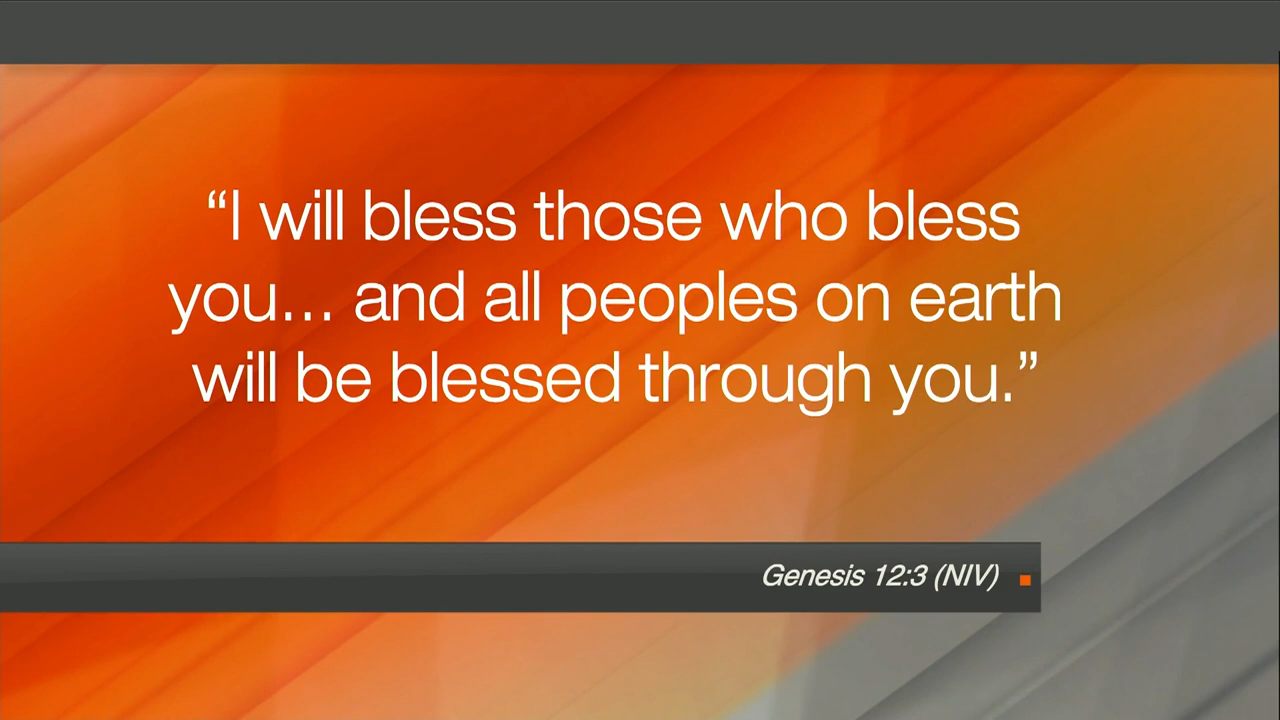 “I will bless those who bless
you... and all peoples on earth
will be blessed through you.”
Genesis 12:3 (NIV)